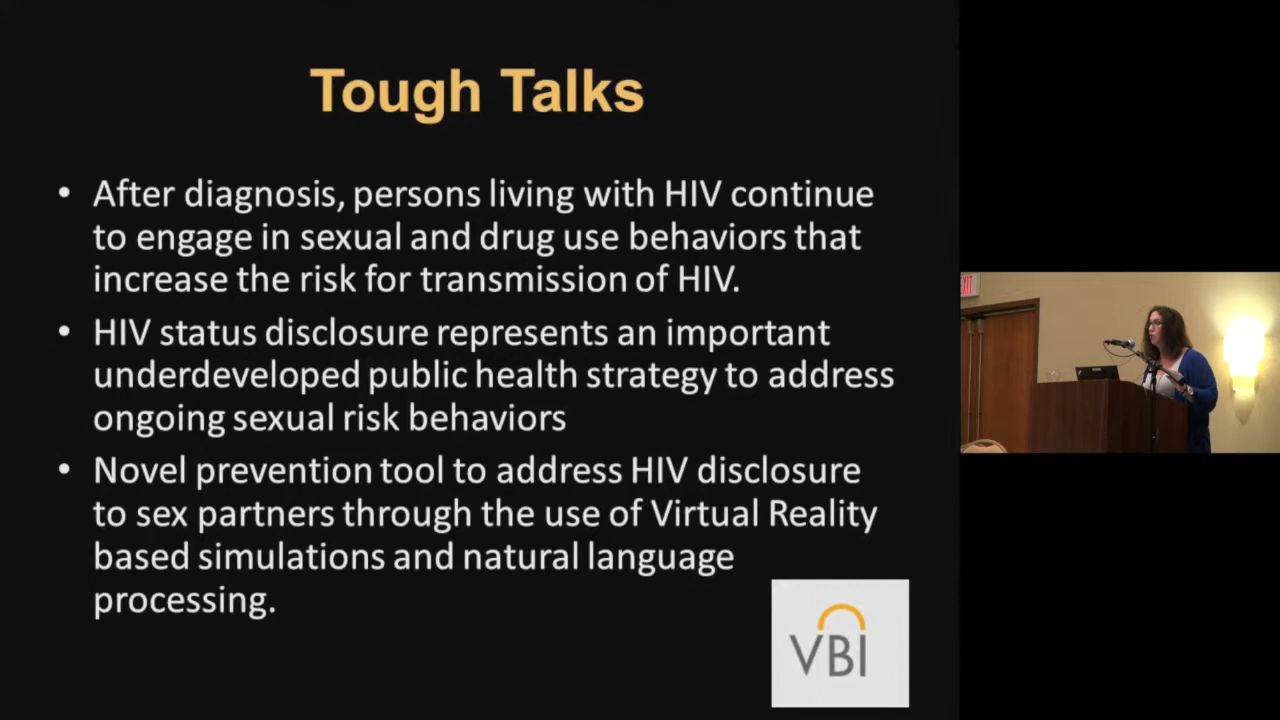 Tough Talks
• After diagnosis, persons living with HIV continue
to engage in sexual and drug use behaviors that
increase the risk for transmission of HIV.
• HIV status disclosure represents an important
underdeveloped public health strategy to address
ongoing sexual risk behaviors
• Novel prevention tool to address HIV disclosure
to sex partners through the use of Virtual Reality
based simulations and natural language
processing.
VBI
EXIT